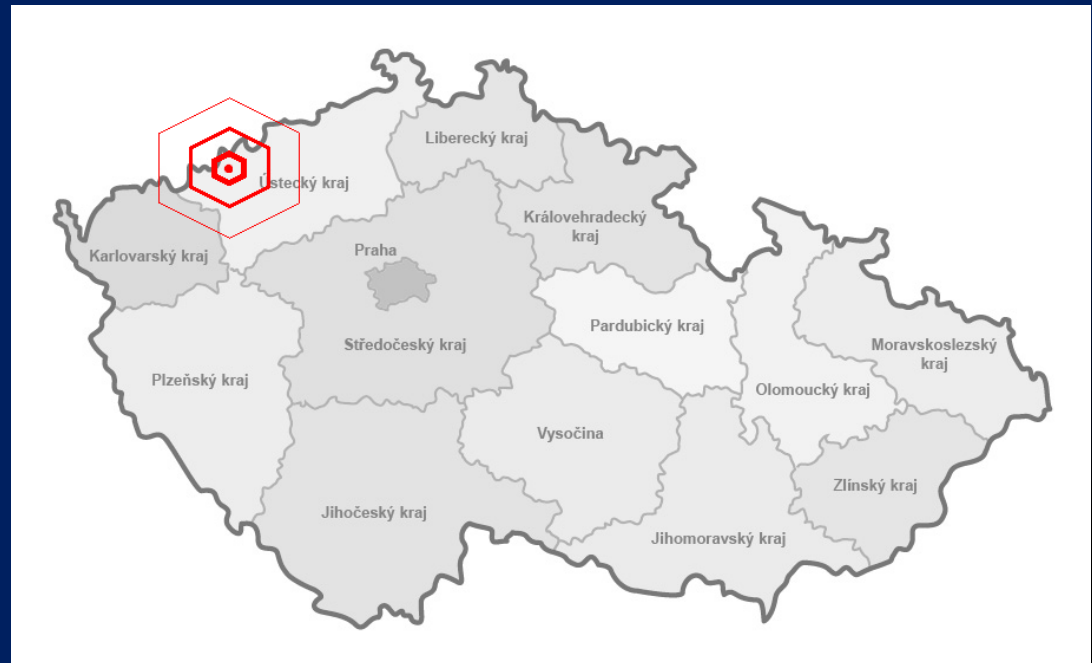 Liberecký kraj
Ústecký kraj
Královehradecký
kraj
Karlovarský kraj
Praha
Pardubický kraj
Středočeský kraj
Moravskoslezský
kraj
Plzeňský kraj
Olomoucký kraj
Vysočina
Zlínský kraj
Jihočeský kraj
Jihomoravský kraj